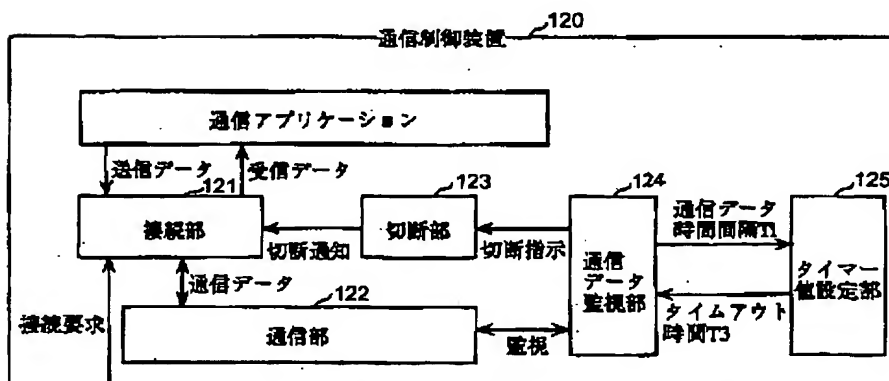 120
通信制御装置
通信アプリケーション
送信データ
受信データ
121
接続部
切断通知
123
切断部
切断指示
124
通信
データ
監視部
通信データ
時間間隔T1
125
タイマー
値設定部
タイムアウト
時間T3
通信データ
122
通信部
監視
接続要求